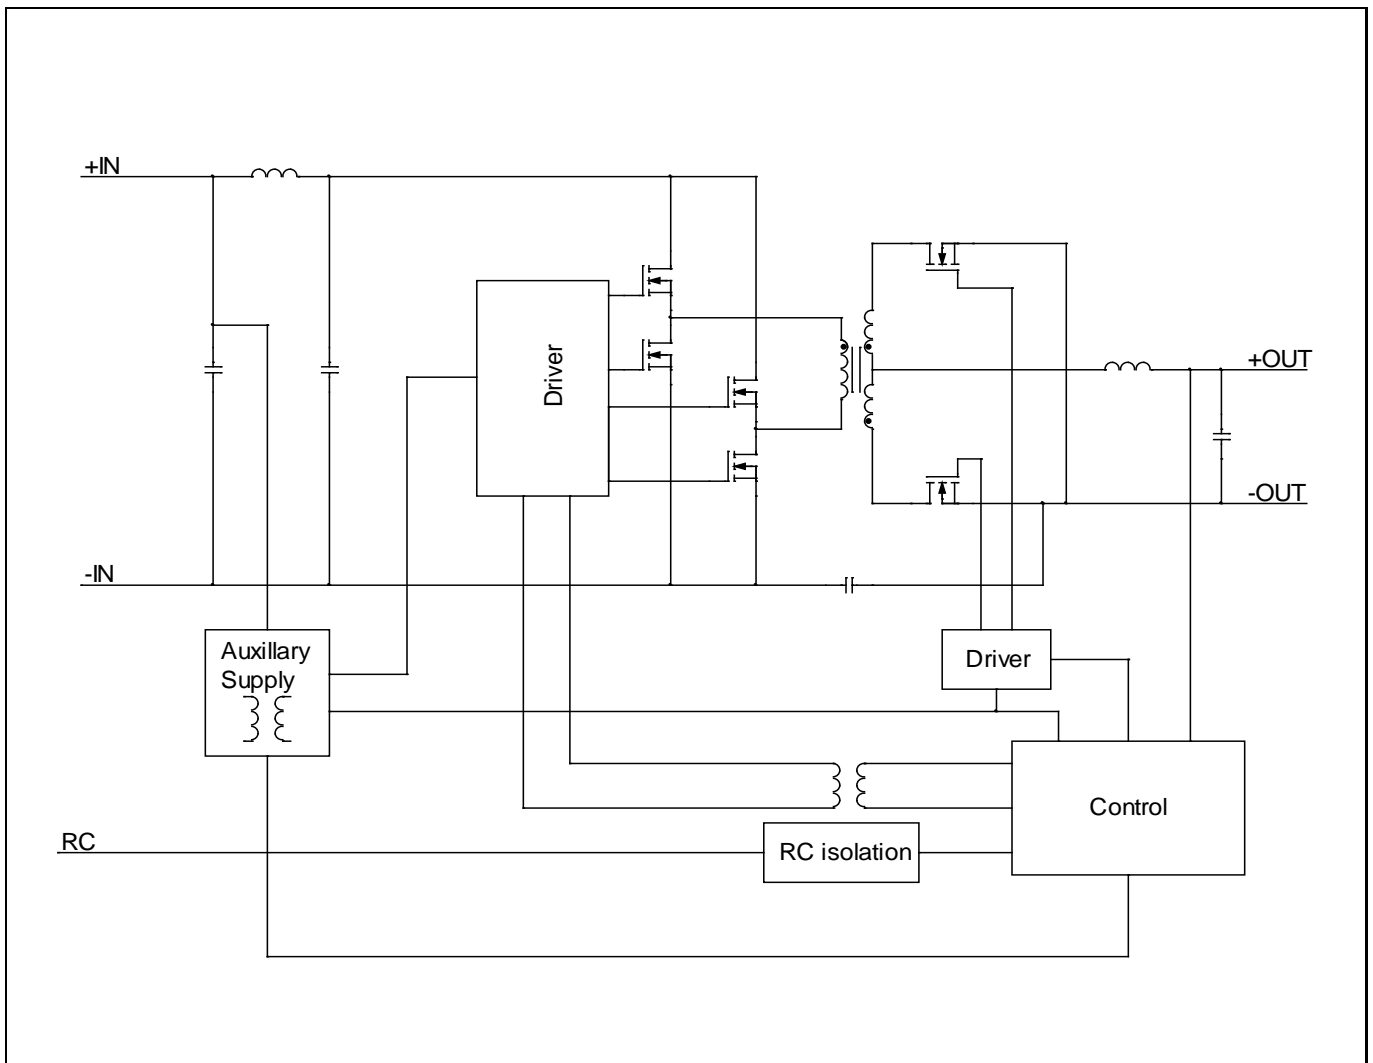 +IN
Driver
+OUT
-OUT
-IN
Auxillary
Supply
Driver
Control
RC
RC isolation